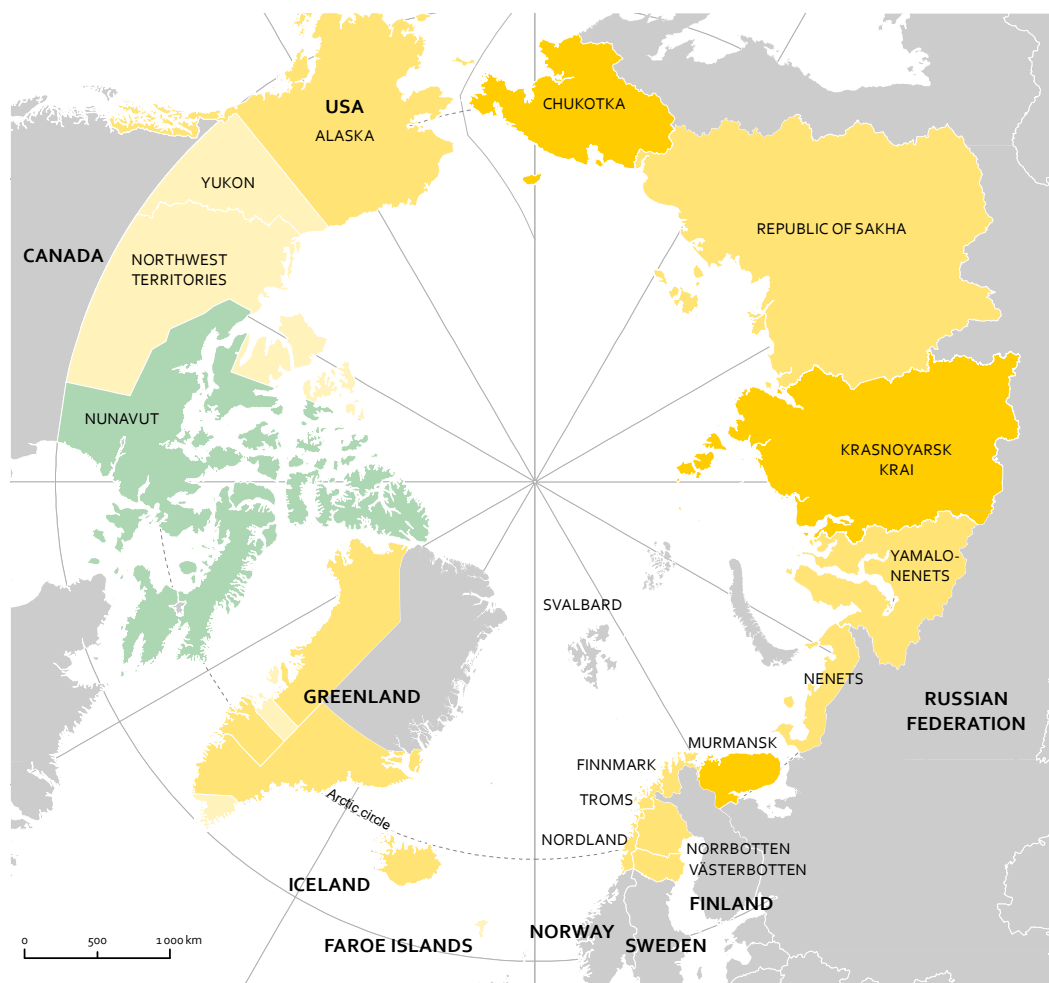 USA
ALASKA
CHUKOTKA
YUKON
REPUBLIC OF SAKHA
CANADA
NORTHWEST
TERRITORIES
NUNAVUT
KRASNOYARSK
KRAI
YAMALO-
NENETS
SVALBARD
NENETS
GREENLAND
RUSSIAN
FEDERATION
MURMANSK
FINNMARK
TROMS
Arctic circle
NORDLAND
NORRBOTTEN
VÄSTERBOTTEN
ICELAND
FINLAND
NORWAY
FAROE ISLANDS
SWEDEN
0 500 1 000 km